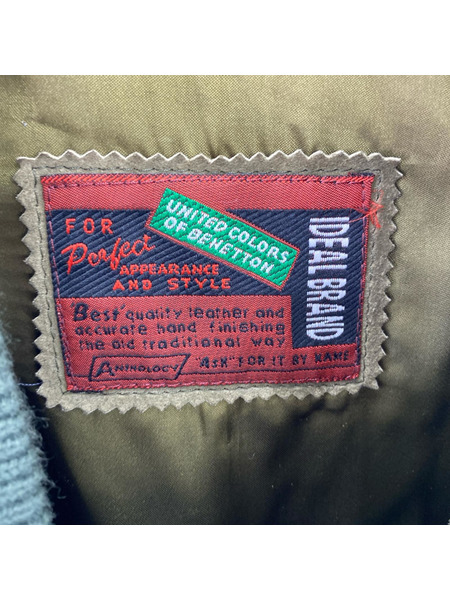 FOR
Perfect
APPEARANCE
AND STYLE
UNITED COLORS
OF BENETTON
IDEAL BRAND
Best quality leather and
accurate hand finishing
the old traditional way
ANTHOLOGY "ASK" FOR IT BY NAME